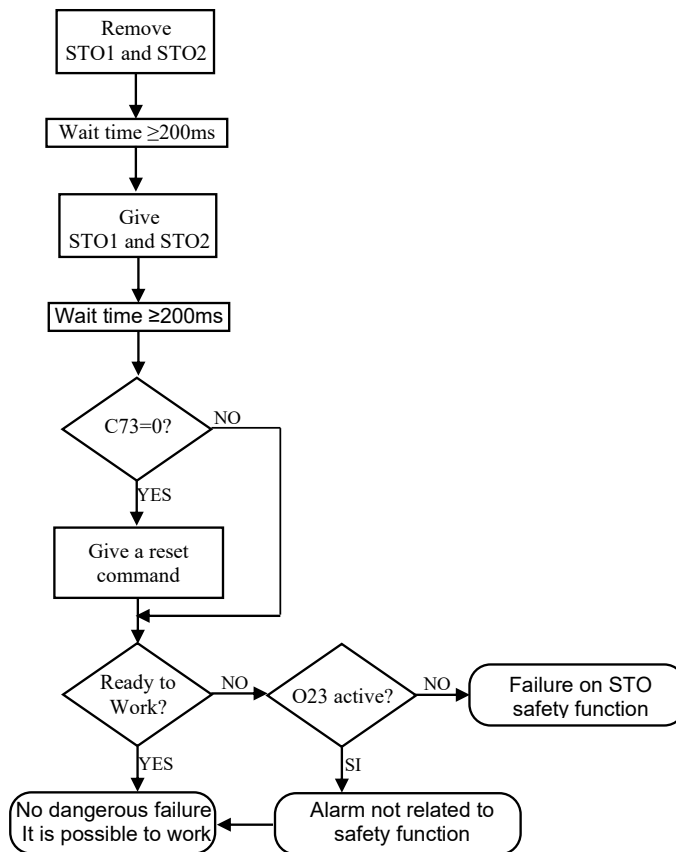 Remove
STO1 and STO2
Wait time ≥200ms
Give
STO1 and STO2
Wait time ≥200ms
C73=0?
NO
YES
Give a reset
command
Ready to
Work?
NO
O23 active?
NO
Failure on STO
safety function
YES
SI
No dangerous failure
It is possible to work
Alarm not related to
safety function